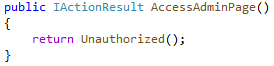 public IActionResult AccessAdminPage()
{
    return Unauthorized();
}